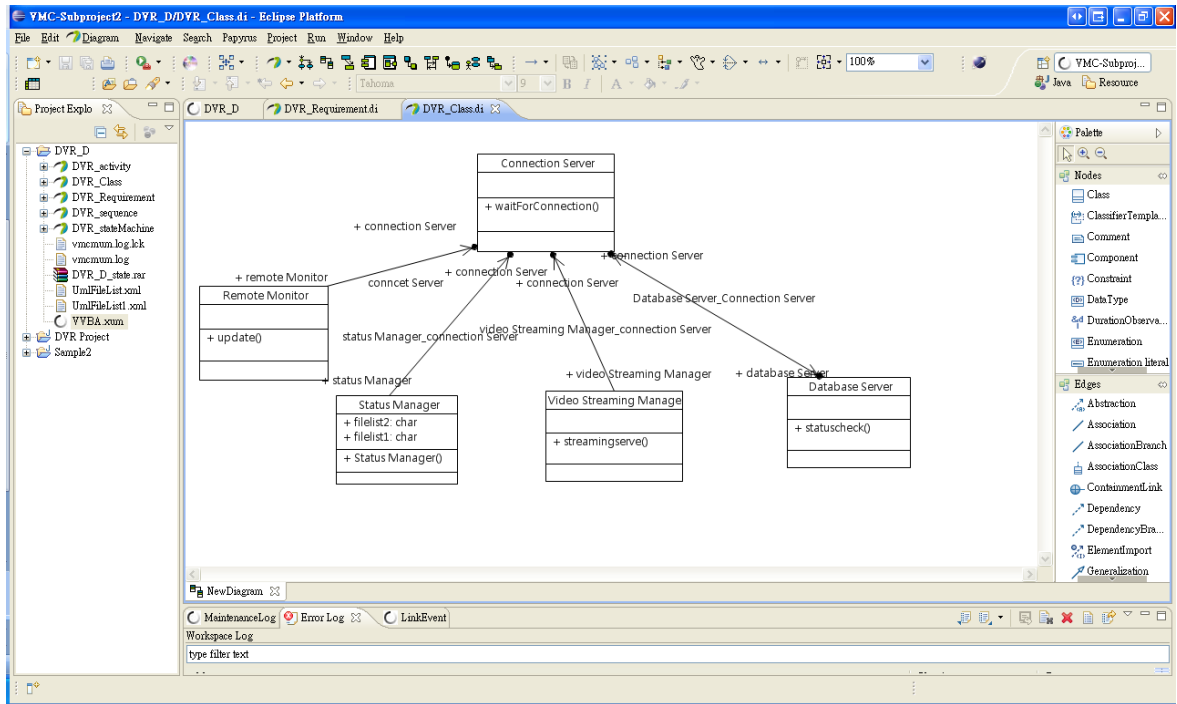 VMC-Subproject2 - DVR_D/DVR_Class.di - Eclipse Platform
File Edit Diagram Navigate Search Papyrus Project Run Window Help
100%
VMC-Subproj...
Tahoma 9 B I A
Java Resource
Project Explo
DVR_D
DVR_activity
DVR_Class
DVR_Requirement
DVR_sequence
DVR_stateMachine
vmcmum.log.lck
vmcmum.log
DVR_D_state.rar
UmlFileList.xml
UmlFileList1.xml
VVBA.xum
DVR Project
Sample2
DVR_D DVR_Requirement.di DVR_Class.di
Connection Server
+ waitForConnection()
+ connection Server
+ connection Server
+ connection Server
+ connection Server
+ remote Monitor
conncet Server
Remote Monitor
+ update()
Database Server_Connection Server
status Manager_connection Server
video Streaming Manager_connection Server
+ status Manager
+ video Streaming Manager
+ database Server
Status Manager
+ filelist2: char
+ filelist1: char
+ Status Manager()
Video Streaming Manage
+ streamingserve()
Database Server
+ statuscheck()
Palette
Nodes
Class
ClassifierTempla...
Comment
Component
Constraint
DataType
DurationObserva...
Enumeration
Enumeration literal
Edges
Abstraction
Association
AssociationBranch
AssociationClass
ContainmentLink
Dependency
DependencyBra...
ElementImport
Generalization
NewDiagram
MaintenanceLog Error Log LinkEvent
Workspace Log
type filter text